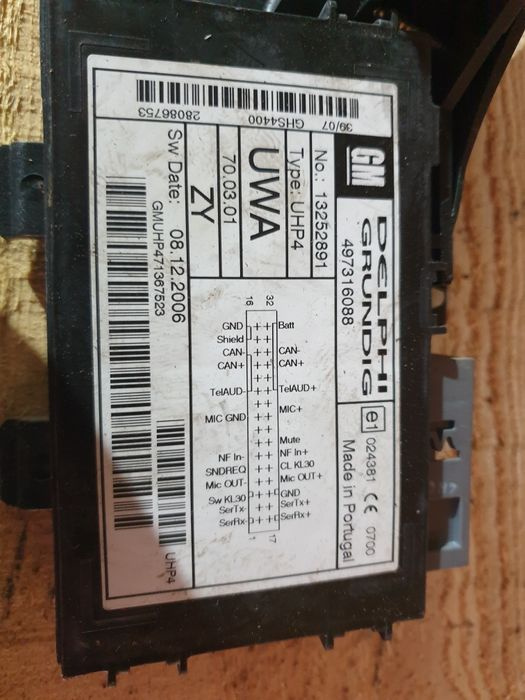 GM
DELPHI
GRUNDIG
497316088
e1 024381 CE 0700
Made in Portugal
No.: 13252891
Type: UHP4
UWA
70.03.01
ZY
39/07 GHS4400 28086753
Sw Date: 08.12.2006
GMUHP471367523
UHP4
16 32
GND Batt
Shield
CAN- CAN-
CAN+ CAN+
TelAUD- TelAUD+
MIC+
MIC GND
Mute
NF In- NF In+
SNDREQ CL KL30
Mic OUT- Mic OUT+
Sw KL30 GND
SerTx- SerTx+
SerRx- SerRx+
1 17